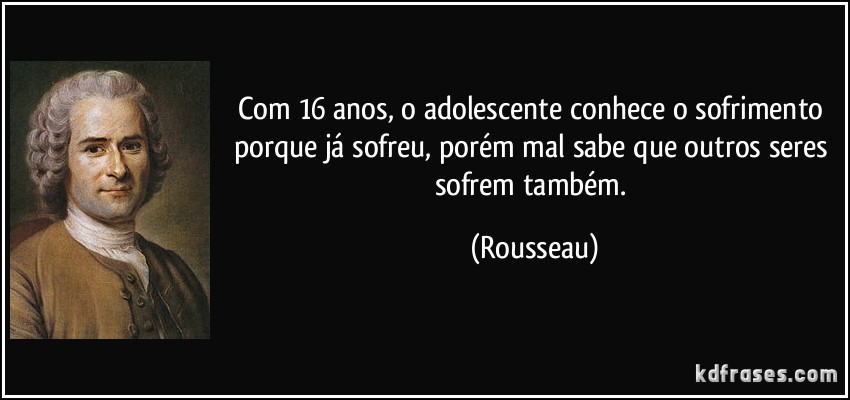 Com 16 anos, o adolescente conhece o sofrimento
porque já sofreu, porém mal sabe que outros seres
sofrem também.
(Rousseau)
kdfrases.com